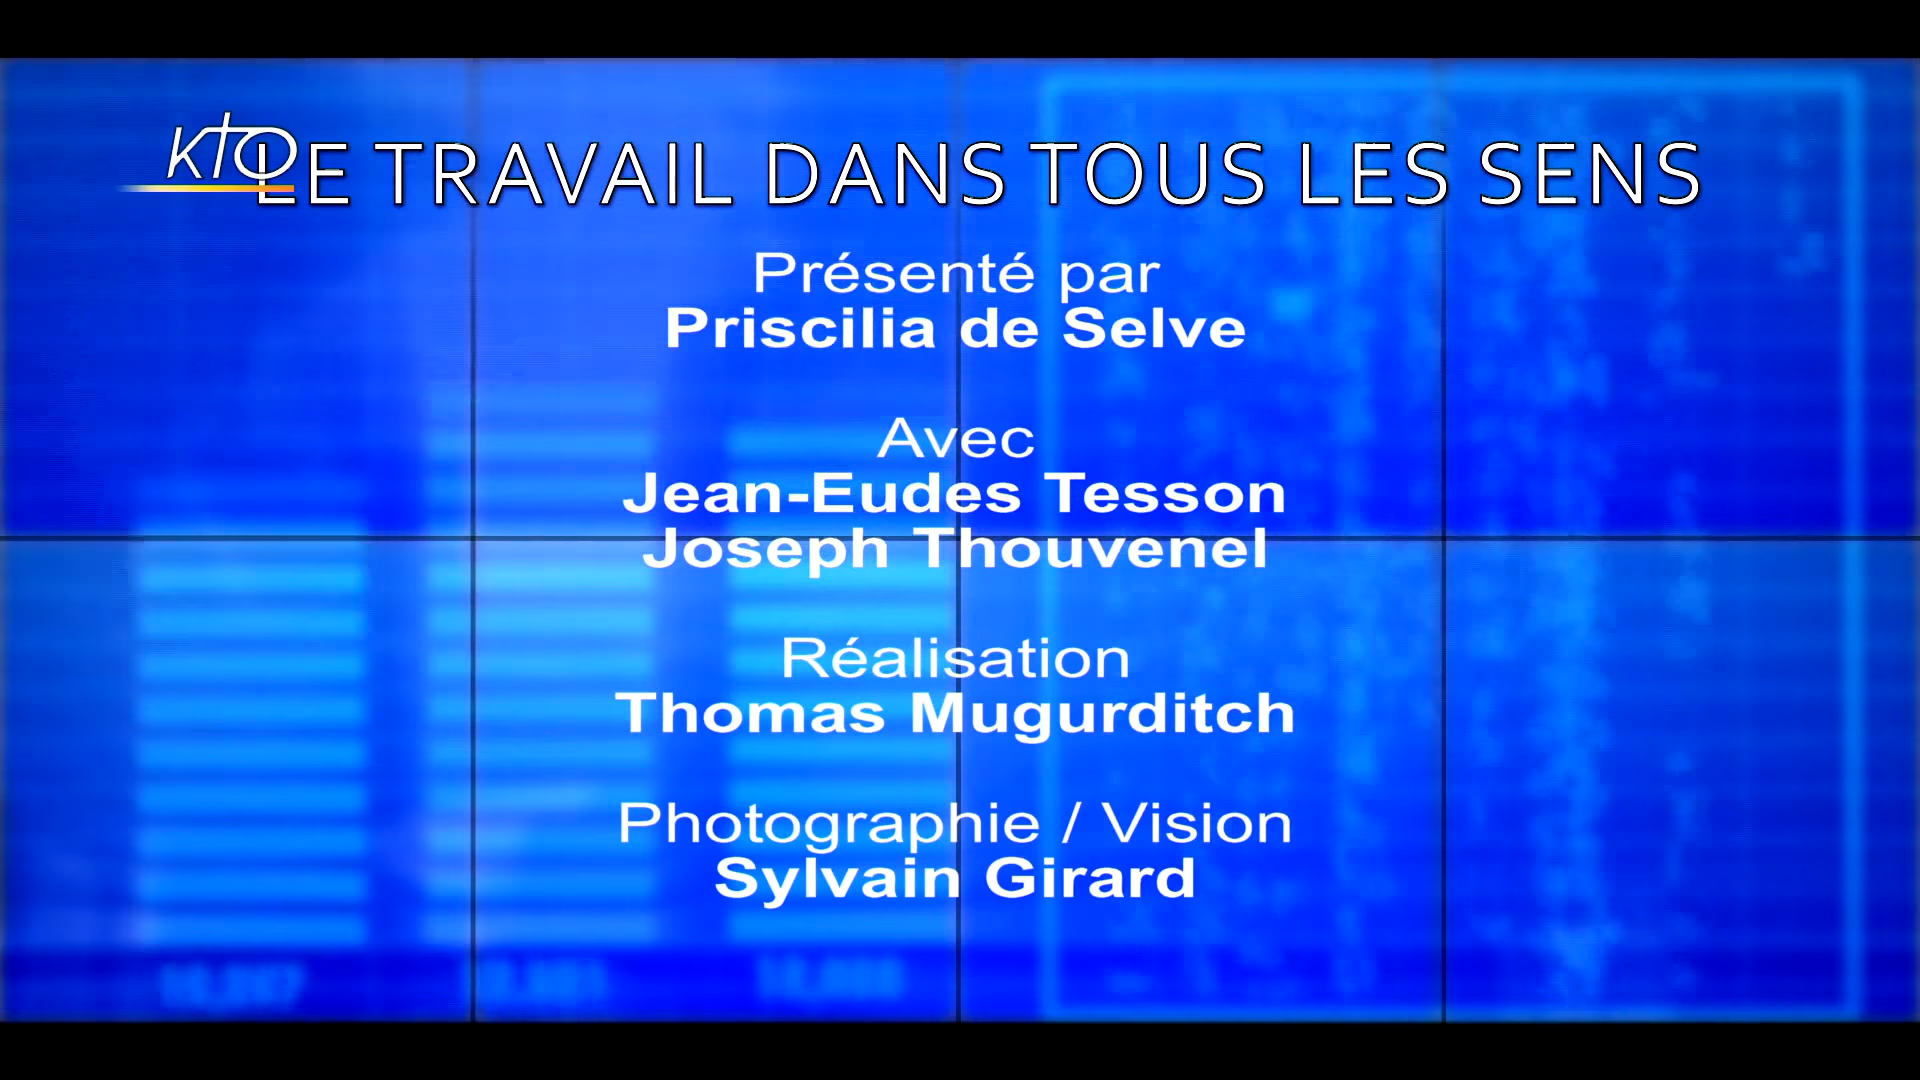 KTO
LE TRAVAIL DANS TOUS LES SENS
Présenté par
Priscilia de Selve
Avec
Jean-Eudes Tesson
Joseph Thouvenel
Réalisation
Thomas Mugurditch
Photographie / Vision
Sylvain Girard